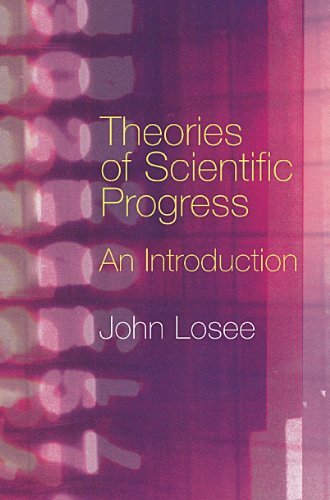 Theories
of Scientific
Progress
An Introduction
John Losee